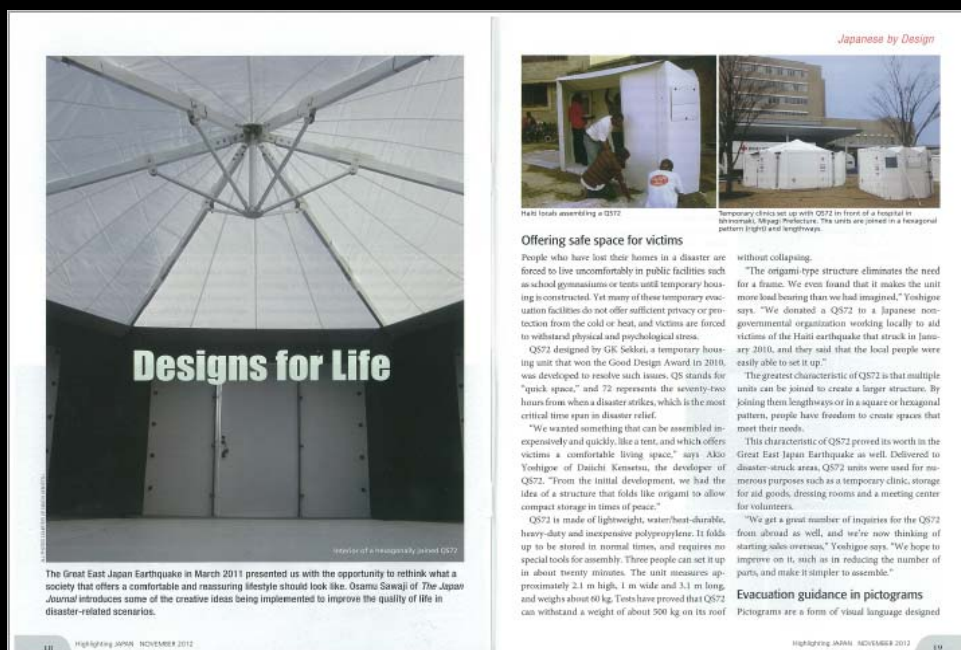 Designs for Life
Interior of a hexagonally joined QS72
The Great East Japan Earthquake in March 2011 presented us with the opportunity to rethink what a
society that offers a comfortable and reassuring lifestyle should look like. Osamu Sawaji of The Japan
Journal introduces some of the creative ideas being implemented to improve the quality of life in
disaster-related scenarios.
18 Highlighting JAPAN NOVEMBER 2012
Japanese by Design
Haiti locals assembling a QS72
Temporary clinics set up with QS72 in front of a hospital in
Ishinomaki, Miyagi Prefecture. The units are joined in a hexagonal
pattern (right) and lengthways.
Offering safe space for victims
People who have lost their homes in a disaster are
forced to live uncomfortably in public facilities such
as school gymnasiums or tents until temporary hous-
ing is constructed. Yet many of these temporary evac-
uation facilities do not offer sufficient privacy or pro-
tection from the cold or heat, and victims are forced
to withstand physical and psychological stress.
QS72 designed by GK Sekkei, a temporary hous-
ing unit that won the Good Design Award in 2010,
was developed to resolve such issues. QS stands for
"quick space," and 72 represents the seventy-two
hours from when a disaster strikes, which is the most
critical time span in disaster relief.
"We wanted something that can be assembled in-
expensively and quickly, like a tent, and which offers
victims a comfortable living space," says Akio
Yoshigoe of Daiichi Kensetsu, the developer of
QS72. "From the initial development, we had the
idea of a structure that folds like origami to allow
compact storage in times of peace."
QS72 is made of lightweight, water/heat-durable,
heavy-duty and inexpensive polypropylene. It folds
up to be stored in normal times, and requires no
special tools for assembly. Three people can set it up
in about twenty minutes. The unit measures ap-
proximately 2.1 m high, 1 m wide and 3.1 m long,
and weighs about 60 kg. Tests have proved that QS72
can withstand a weight of about 500 kg on its roof
without collapsing.
"The origami-type structure eliminates the need
for a frame. We even found that it makes the unit
more load bearing than we had imagined," Yoshigoe
says. "We donated a QS72 to a Japanese non-
governmental organization working locally to aid
victims of the Haiti earthquake that struck in Janu-
ary 2010, and they said that the local people were
easily able to set it up."
The greatest characteristic of QS72 is that multiple
units can be joined to create a larger structure. By
joining them lengthways or in a square or hexagonal
pattern, people have freedom to create spaces that
meet their needs.
This characteristic of QS72 proved its worth in the
Great East Japan Earthquake as well. Delivered to
disaster-struck areas, QS72 units were used for nu-
merous purposes such as a temporary clinic, storage
for aid goods, dressing rooms and a meeting center
for volunteers.
"We get a great number of inquiries for the QS72
from abroad as well, and we're now thinking of
starting sales overseas," Yoshigoe says. "We hope to
improve on it, such as in reducing the number of
parts, and make it simpler to assemble."
Evacuation guidance in pictograms
Pictograms are a form of visual language designed
Highlighting JAPAN NOVEMBER 2012 19